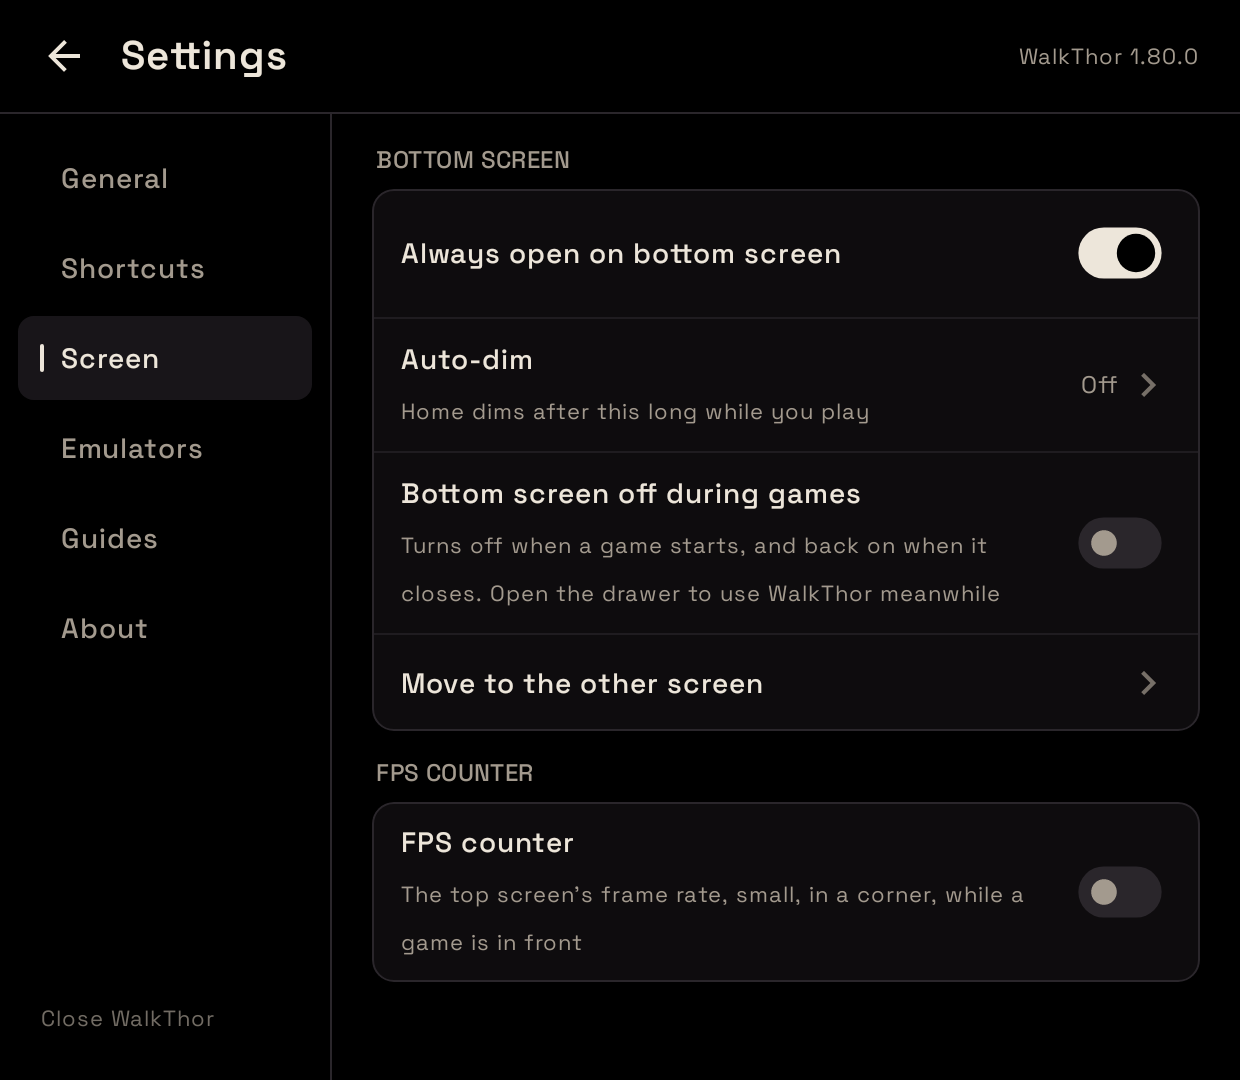 Settings
WalkThor 1.80.0
General
Shortcuts
Screen
Emulators
Guides
About
Close WalkThor
BOTTOM SCREEN
Always open on bottom screen
Auto-dim
Home dims after this long while you play
Off
Bottom screen off during games
Turns off when a game starts, and back on when it
closes. Open the drawer to use WalkThor meanwhile
Move to the other screen
FPS COUNTER
FPS counter
The top screen’s frame rate, small, in a corner, while a
game is in front